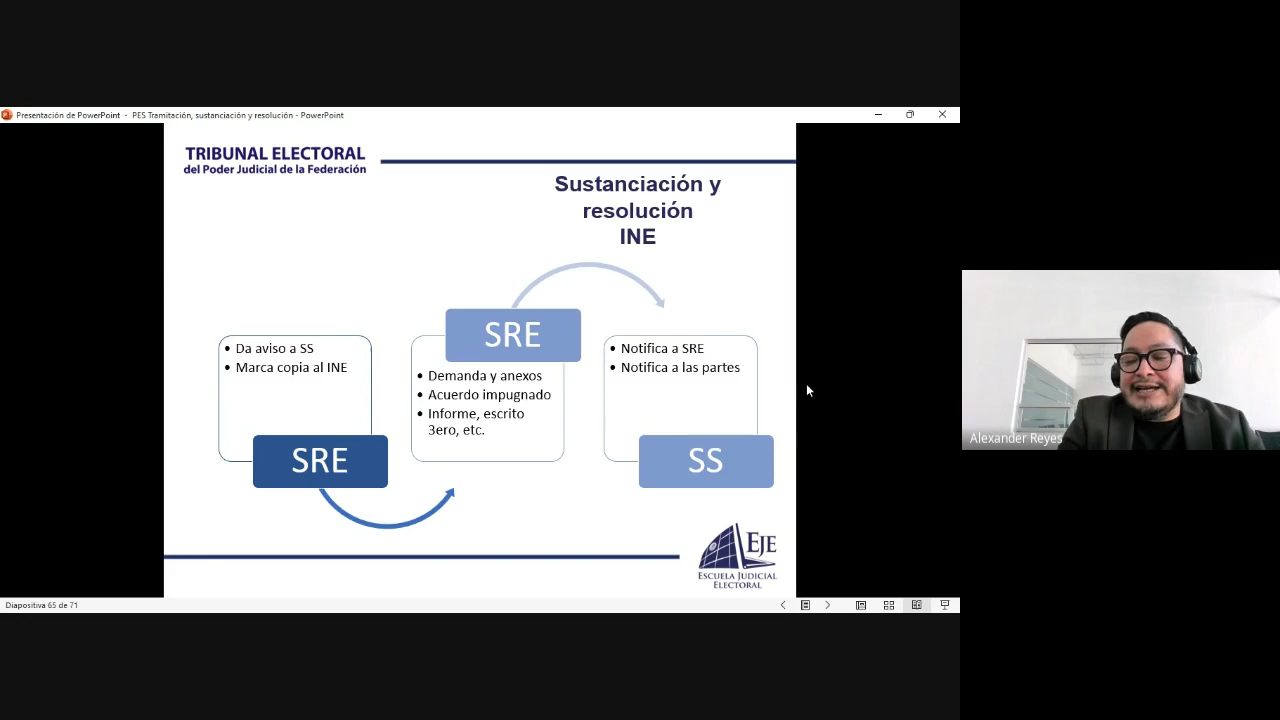 Presentación de PowerPoint - PES Tramitación, sustanciación y resolución - PowerPoint
TRIBUNAL ELECTORAL
del Poder Judicial de la Federación
Sustanciación y
resolución
INE
• Da aviso a SS
• Marca copia al INE
SRE
SRE
• Demanda y anexos
• Acuerdo impugnado
• Informe, escrito
3ero, etc.
• Notifica a SRE
• Notifica a las partes
SS
EJE
ESCUELA JUDICIAL
ELECTORAL
Diapositiva 65 de 71
Alexander Reyes